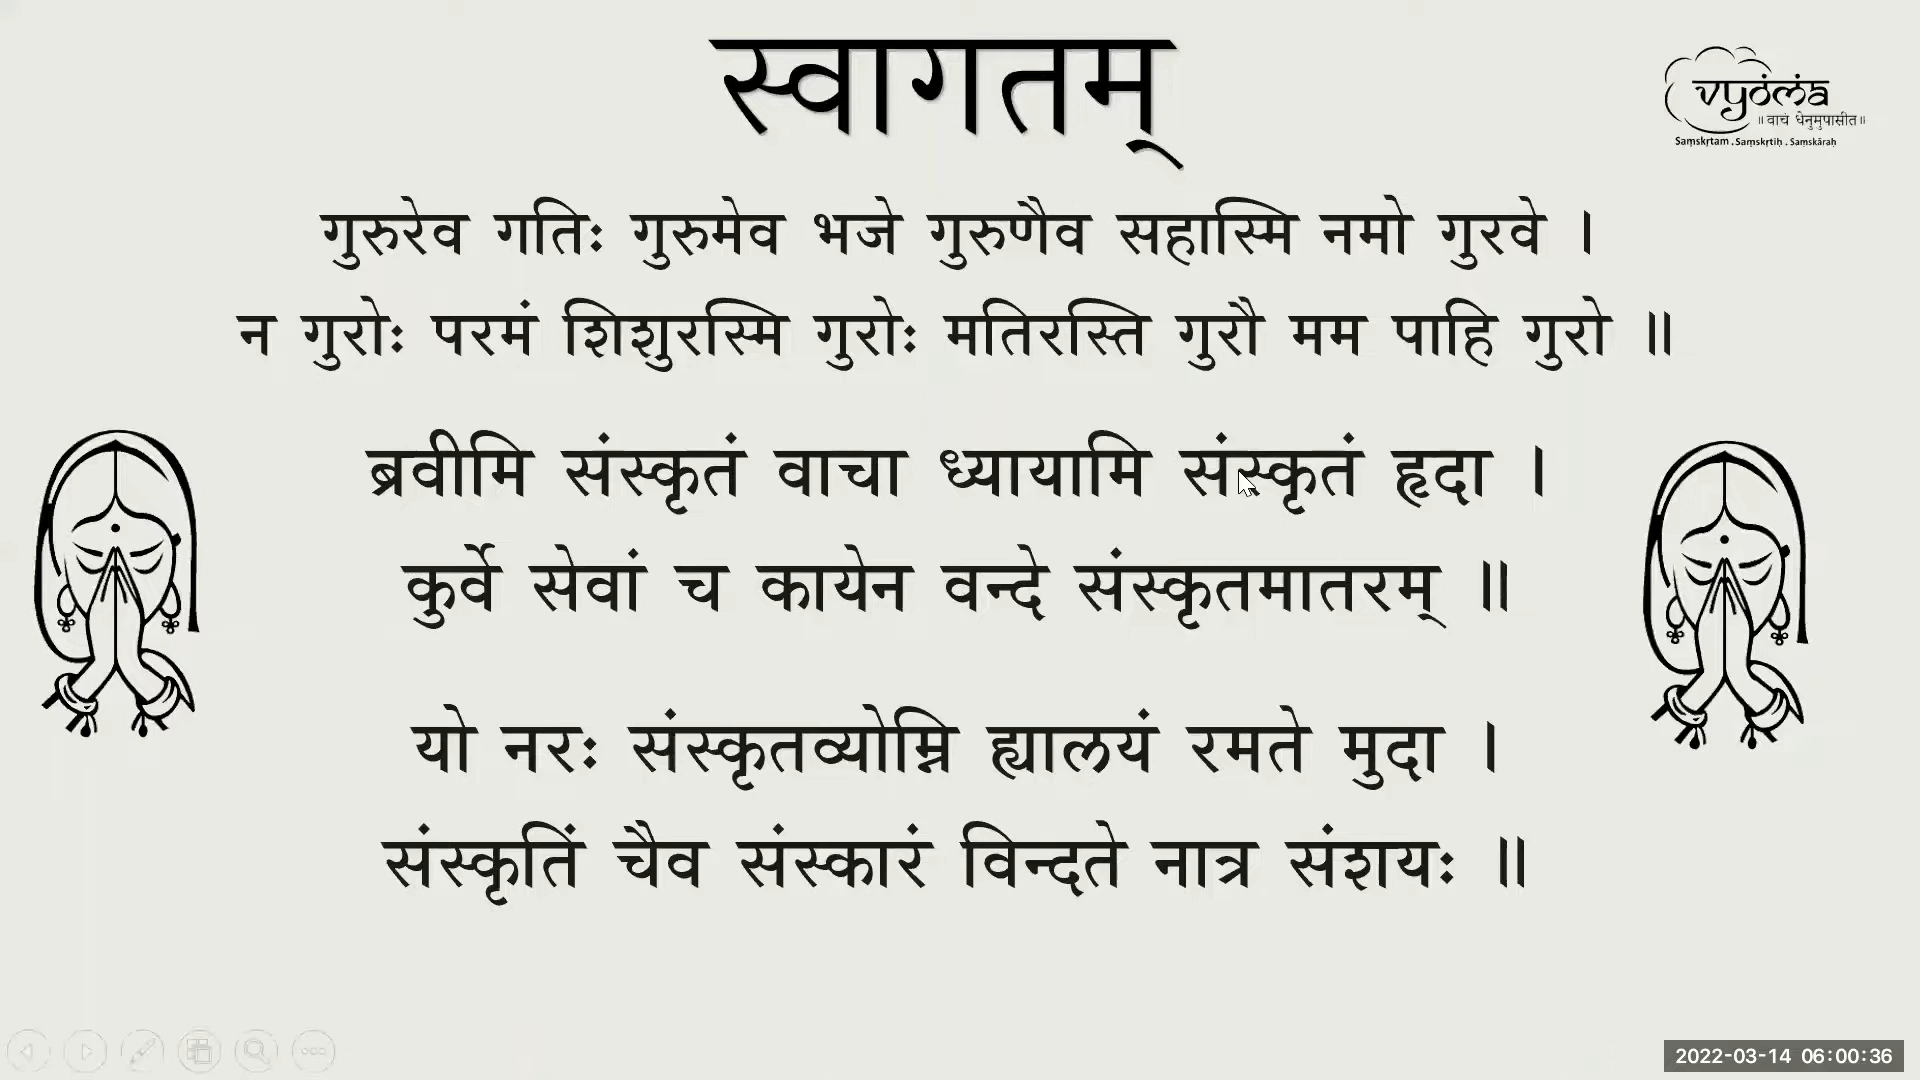 स्वागतम्
vyoma
॥ वाचं धेनुमुपासीत ॥
Saṃskṛtam . Saṃskṛtiḥ . Saṃskāraḥ
गुरुरेव गतिः गुरुमेव भजे गुरुणैव सहास्मि नमो गुरवे ।
न गुरोः परमं शिशुरस्मि गुरोः मतिरस्ति गुरौ मम पाहि गुरो ॥
ब्रवीमि संस्कृतं वाचा ध्यायामि संस्कृतं हृदा ।
कुर्वे सेवां च कायेन वन्दे संस्कृतमातरम् ॥
यो नरः संस्कृतव्योम्नि ह्यालयं रमते मुदा ।
संस्कृतिं चैव संस्कारं विन्दते नात्र संशयः ॥
2022-03-14 06:00:36